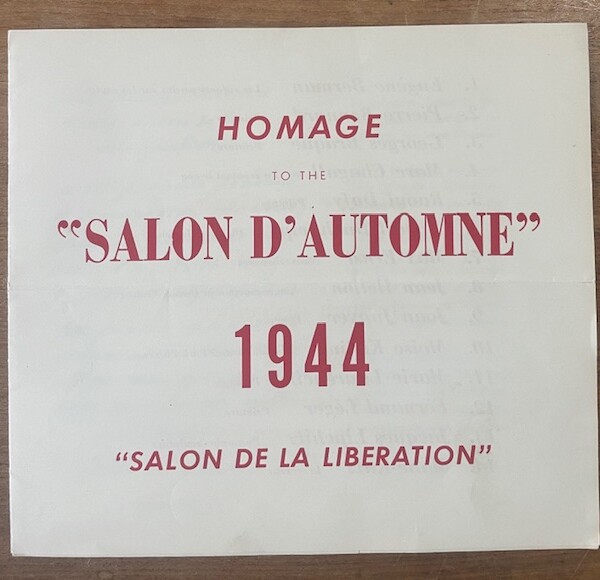 HOMAGE
TO THE
“SALON D’AUTOMNE”
1944
“SALON DE LA LIBERATION”